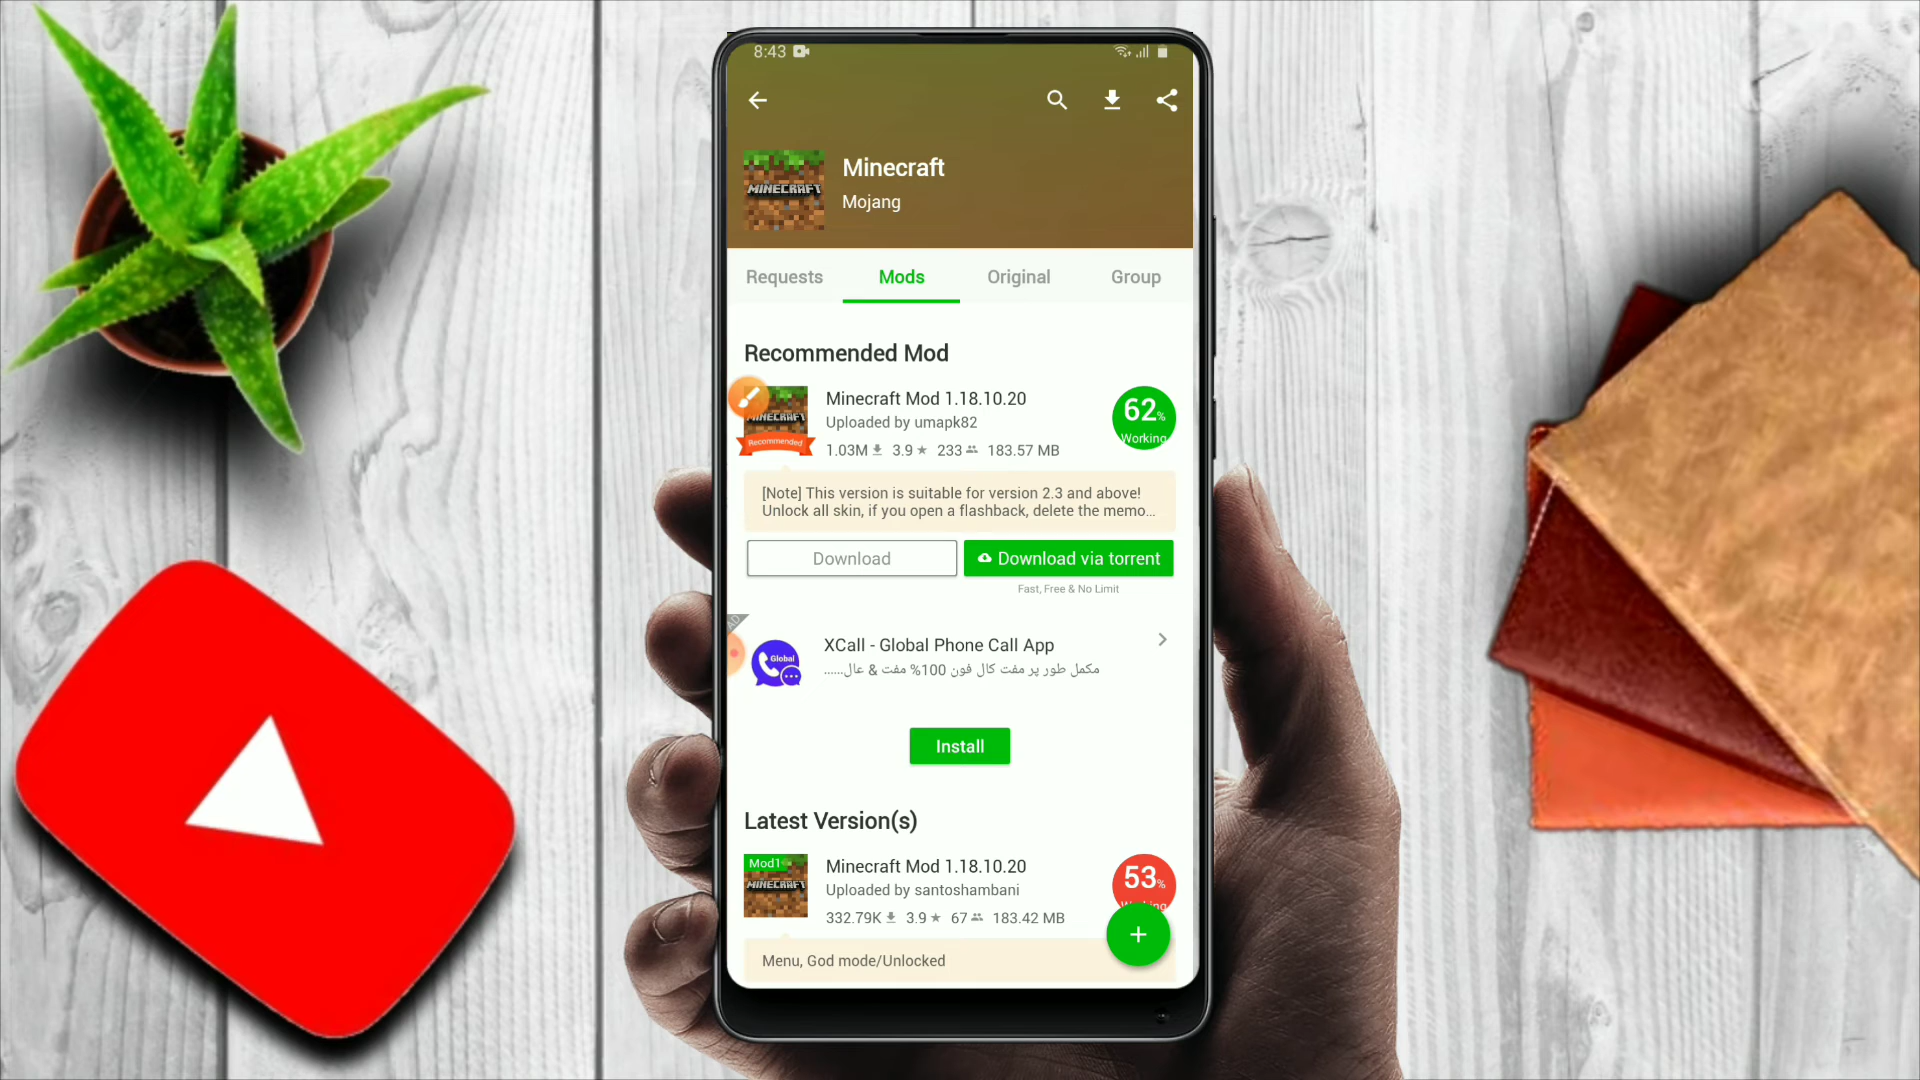 8:43
Minecraft
Mojang
MINECRAFT
Requests Mods Original Group
Recommended Mod
Minecraft Mod 1.18.10.20
Uploaded by umapk82
1.03M 3.9 ★ 233 183.57 MB
MINECRAFT
Recommended
62%
Working
[Note] This version is suitable for version 2.3 and above!
Unlock all skin, if you open a flashback, delete the memo...
Download
Download via torrent
Fast, Free & No Limit
AD
Global
XCall - Global Phone Call App
مکمل طور پر مفت کال فون 100% مفت & عال......
Install
Latest Version(s)
Mod1
MINECRAFT
Minecraft Mod 1.18.10.20
Uploaded by santoshambani
332.79K 3.9 ★ 67 183.42 MB
53%
Working
+
Menu, God mode/Unlocked